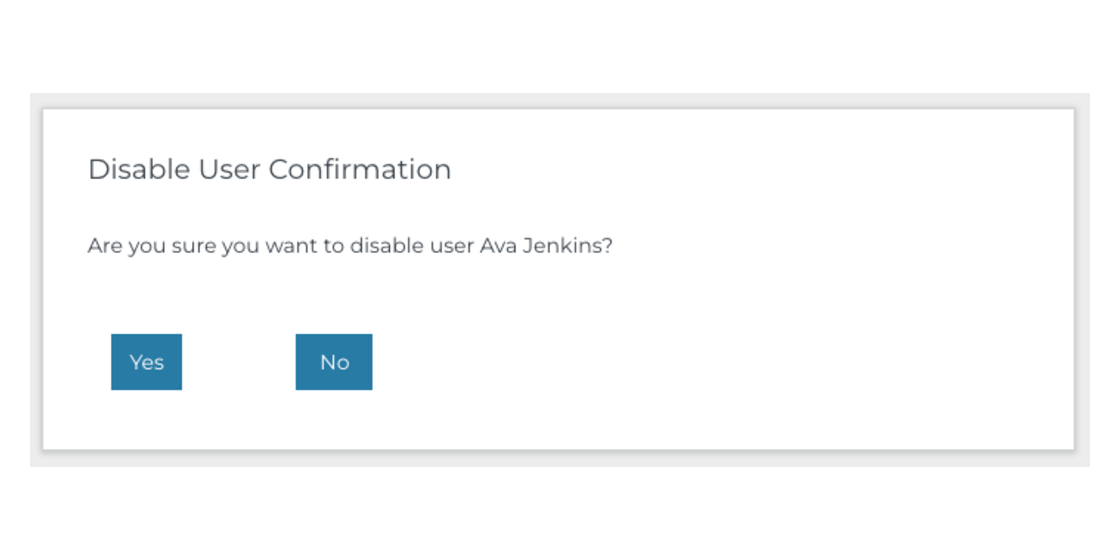 Disable User Confirmation
Are you sure you want to disable user Ava Jenkins?
Yes No